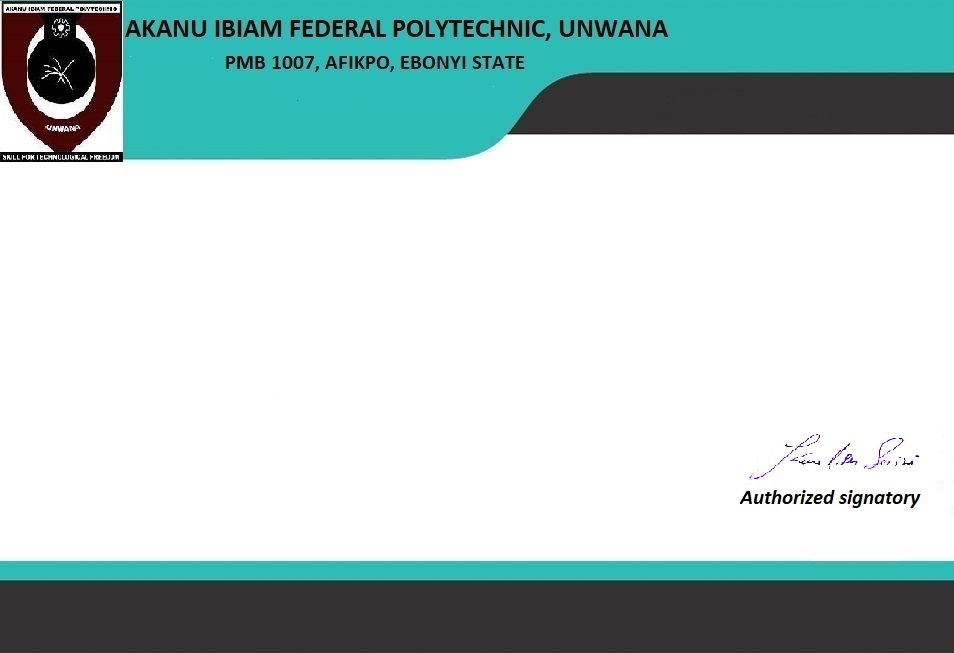 AKANU IBIAM FEDERAL POLYTECHNIC
AKANU IBIAM FEDERAL POLYTECHNIC, UNWANA
PMB 1007, AFIKPO, EBONYI STATE
UNWANA
SKILL FOR TECHNOLOGICAL FREEDOM
Authorized signatory